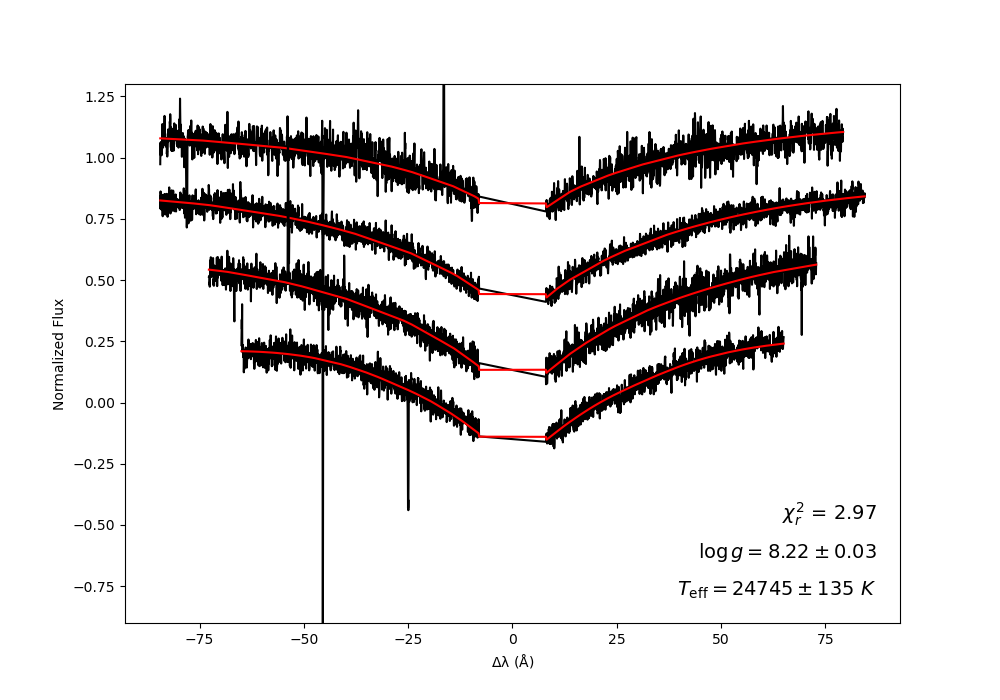 1.25
1.00
0.75
0.50
0.25
0.00
−0.25
−0.50
−0.75
Normalized Flux
χ²ᵣ = 2.97
log g = 8.22 ± 0.03
T_eff = 24745 ± 135 K
−75 −50 −25 0 25 50 75
Δλ (Å)